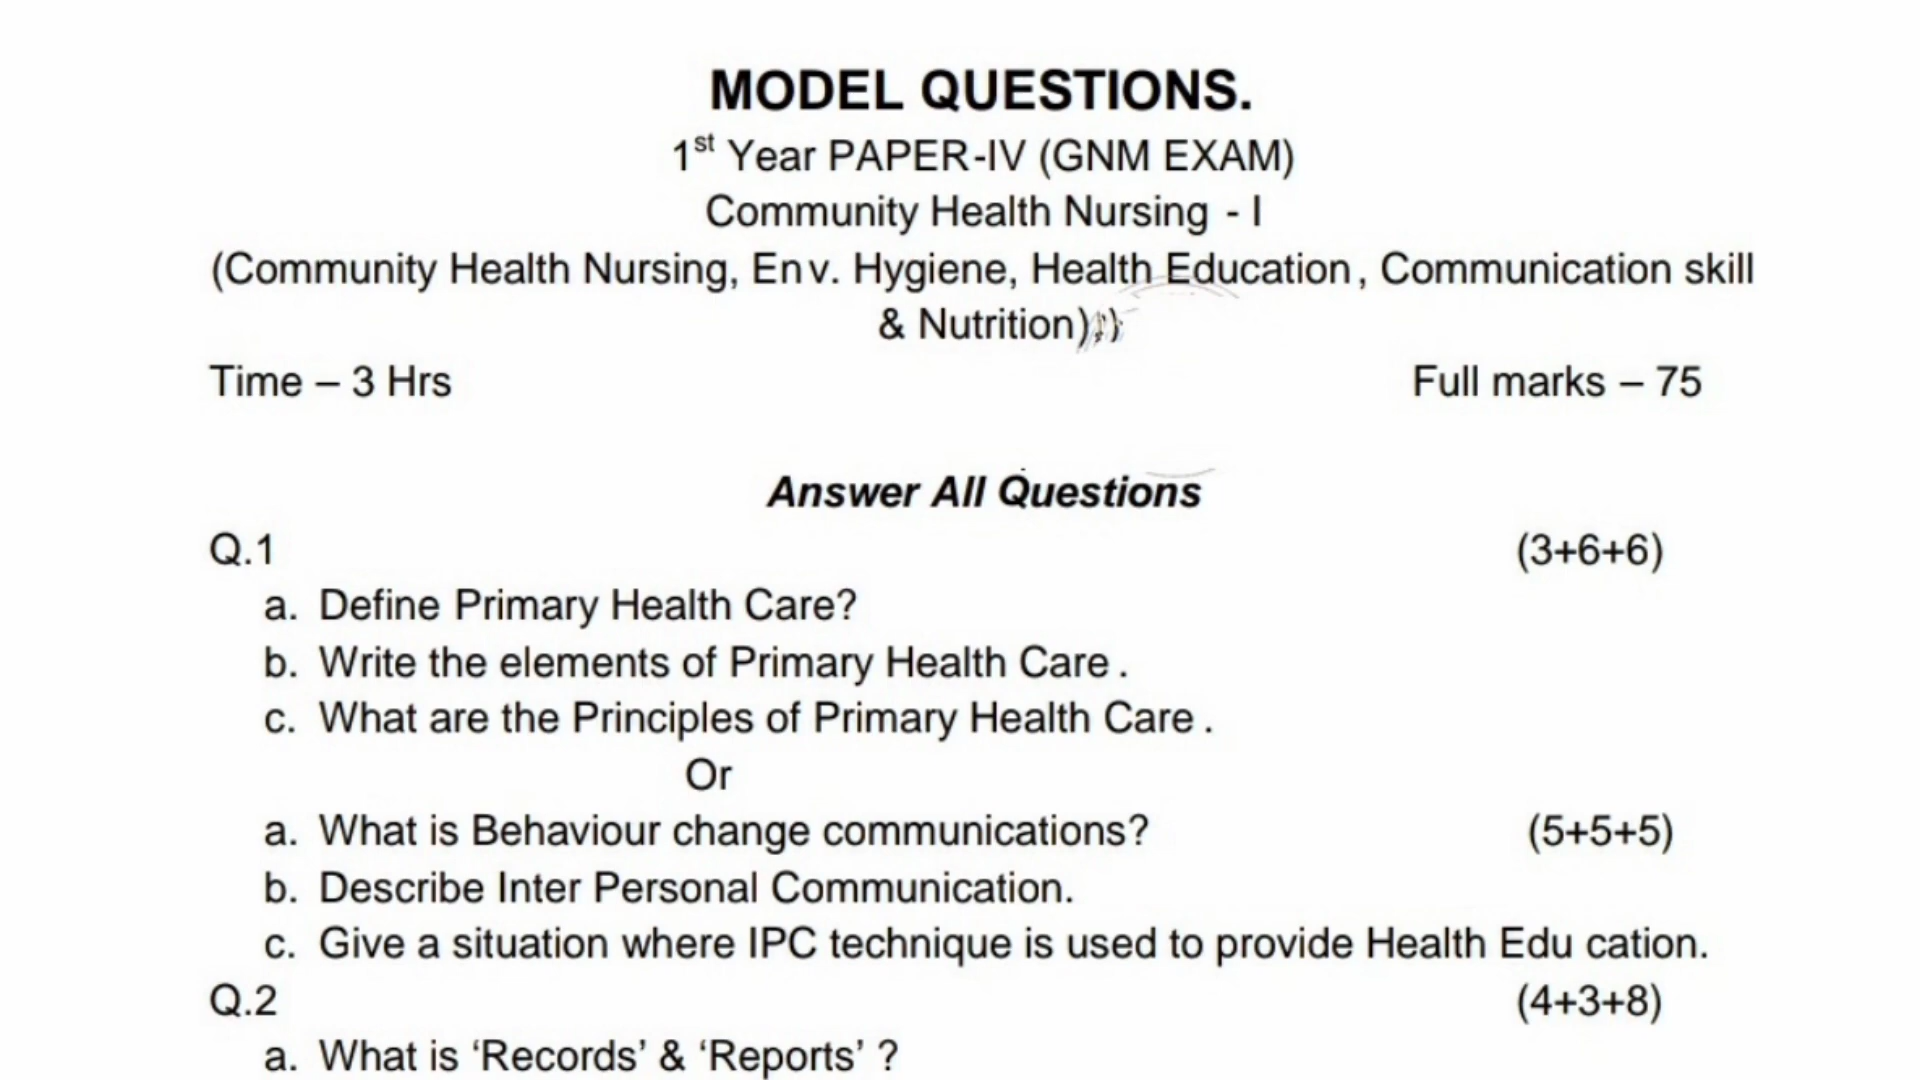 MODEL QUESTIONS.
1st Year PAPER-IV (GNM EXAM)
Community Health Nursing - I
(Community Health Nursing, Env. Hygiene, Health Education, Communication skill
& Nutrition)
Time – 3 Hrs Full marks – 75
Answer All Questions
Q.1 (3+6+6)
a. Define Primary Health Care?
b. Write the elements of Primary Health Care .
c. What are the Principles of Primary Health Care .
Or
a. What is Behaviour change communications? (5+5+5)
b. Describe Inter Personal Communication.
c. Give a situation where IPC technique is used to provide Health Edu cation.
Q.2 (4+3+8)
a. What is ‘Records’ & ‘Reports’ ?